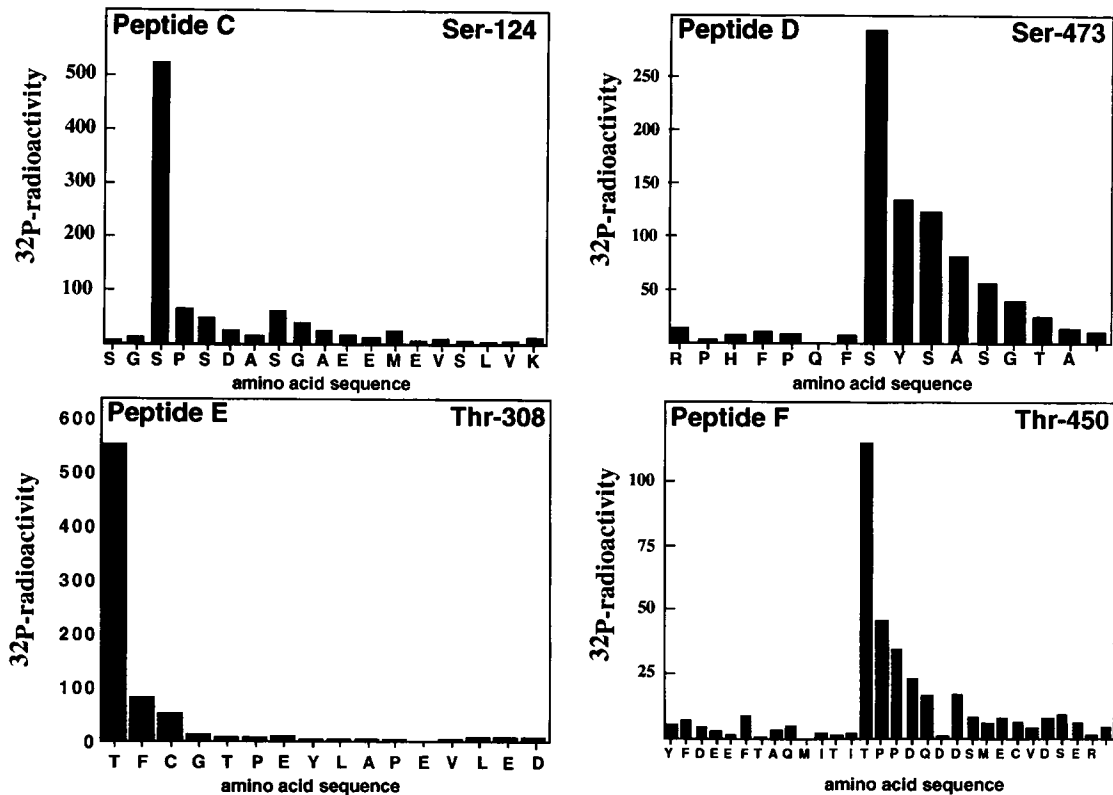 Peptide C Ser-124
32P-radioactivity
500
400
300
200
100
S G S P S D A S G A E E M E V S L V K
amino acid sequence
Peptide D Ser-473
32P-radioactivity
250
200
150
100
50
R P H F P Q F S Y S A S G T A
amino acid sequence
Peptide E Thr-308
32P-radioactivity
600
500
400
300
200
100
0
T F C G T P E Y L A P E V L E D
amino acid sequence
Peptide F Thr-450
32P-radioactivity
100
75
50
25
Y F D E E F T A Q M I T I T P P D Q D D S M E C V D S E R
amino acid sequence